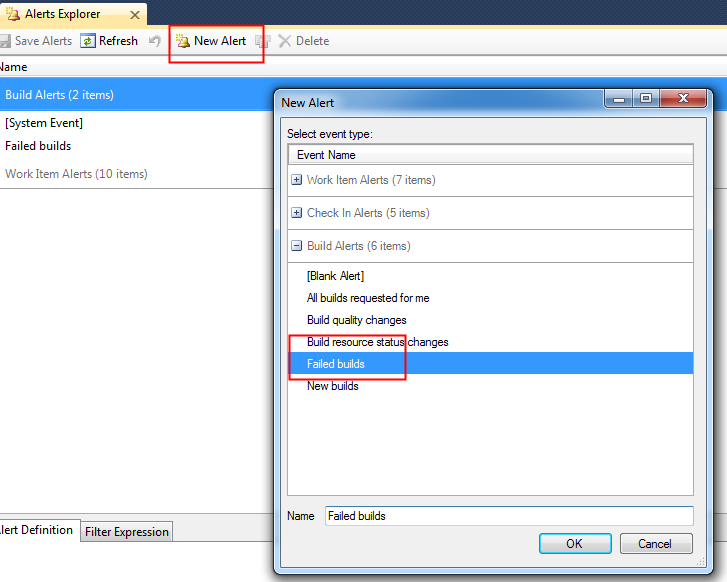 Alerts Explorer
Save Alerts Refresh New Alert Delete
Name
Build Alerts (2 items)
[System Event]
Failed builds
Work Item Alerts (10 items)
Alert Definition Filter Expression
New Alert
Select event type:
Event Name
Work Item Alerts (7 items)
Check In Alerts (5 items)
Build Alerts (6 items)
[Blank Alert]
All builds requested for me
Build quality changes
Build resource status changes
Failed builds
New builds
Name Failed builds
OK Cancel